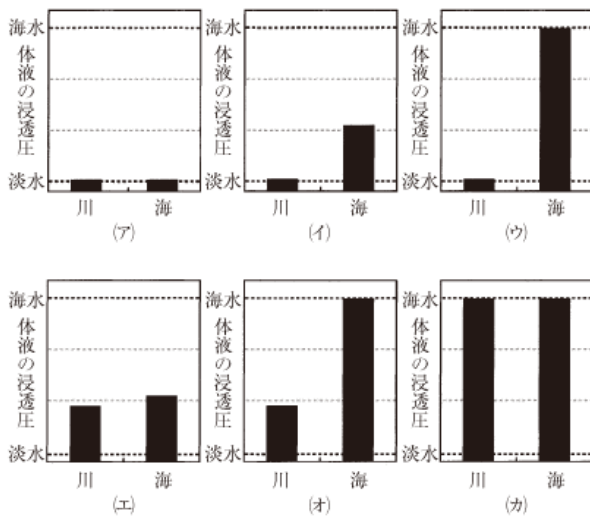 海水
体液の浸透圧
淡水
川 海
(ア)
海水
体液の浸透圧
淡水
川 海
(イ)
海水
体液の浸透圧
淡水
川 海
(ウ)
海水
体液の浸透圧
淡水
川 海
(エ)
海水
体液の浸透圧
淡水
川 海
(オ)
海水
体液の浸透圧
淡水
川 海
(カ)